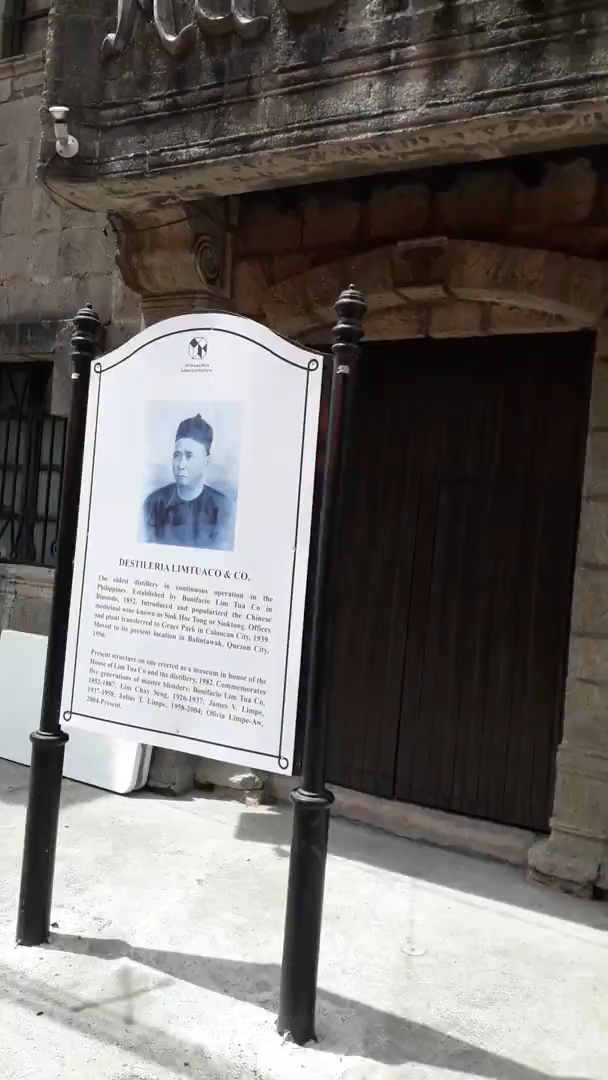 INTRAMUROS
ADMINISTRATION
DESTILERIA LIMTUACO & CO.
The oldest distillery in continuous operation in the
Philippines. Established by Bonifacio Lim Tua Co in
Binondo, 1852. Introduced and popularized the Chinese
medicinal wine known as Siok Hoc Tong or Sioktong. Offices
and plant transferred to Grace Park in Caloocan City, 1939.
Moved to its present location in Balintawak, Quezon City,
1956.
Present structure on site erected as a museum in honor of the
House of Lim Tua Co and the distillery, 1982. Commemorates
five generations of master blenders: Bonifacio Lim Tua Co,
1852-1887; Lim Chay Seng, 1926-1937; James V. Limpe,
1937-1958; Julius T. Limpe, 1958-2004; Olivia Limpe-Aw,
2004-Present.